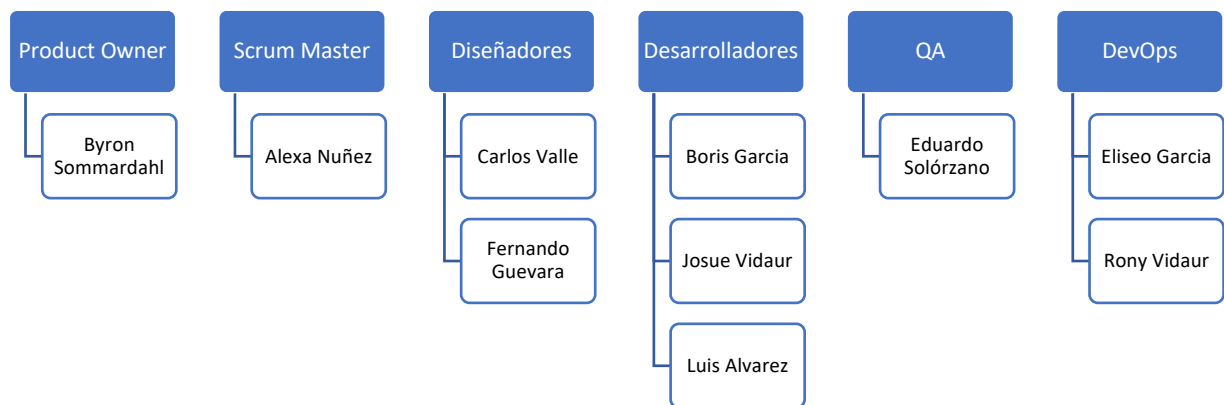 Product Owner
Byron
Sommardahl
Scrum Master
Alexa Nuñez
Diseñadores
Carlos Valle
Fernando
Guevara
Desarrolladores
Boris Garcia
Josue Vidaur
Luis Alvarez
QA
Eduardo
Solórzano
DevOps
Eliseo Garcia
Rony Vidaur